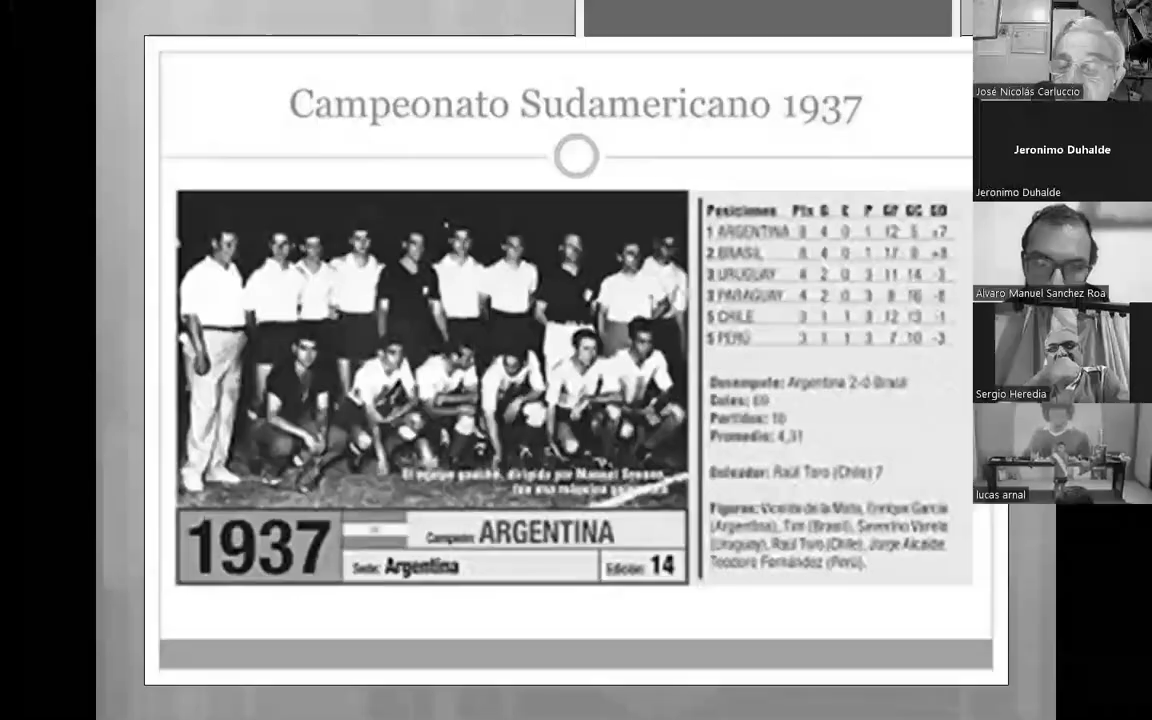 Campeonato Sudamericano 1937
Posiciones Pts G E P GF GC GD
1 ARGENTINA 8 4 0 1 12 5 +7
2 BRASIL 8 4 0 1 17 9 +8
3 URUGUAY 4 2 0 3 11 14 -3
3 PARAGUAY 4 2 0 3 8 16 -8
5 CHILE 3 1 1 3 12 13 -1
5 PERÚ 3 1 1 3 7 10 -3
Desempate: Argentina 2-0 Brasil
Goles: 69
Partidos: 16
Promedio: 4,31
Goleador: Raúl Toro (Chile) 7
Figuras: Vicente de la Mata, Enrique García
(Argentina), Tim (Brasil), Severino Varela
(Uruguay), Raúl Toro (Chile), Jorge Alcalde,
Teodoro Fernández (Perú).
El equipo gaucho, dirigido por Manuel
fue una máquina
1937
Campeón: ARGENTINA
Sede: Argentina
Edición: 14
José Nicolás Carluccio
Jeronimo Duhalde
Jeronimo Duhalde
Alvaro Manuel Sanchez Roa
Sergio Heredia
lucas arnal